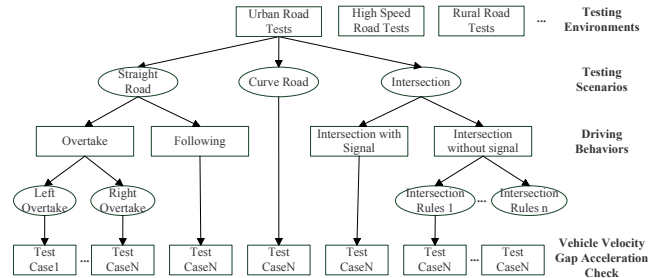 Urban Road
Tests
High Speed
Road Tests
Rural Road
Tests
...
Testing
Environments
Straight
Road
Curve Road
Intersection
Testing
Scenarios
Overtake
Following
Intersection with
Signal
Intersection
without signal
Driving
Behaviors
Left
Overtake
Right
Overtake
Intersection
Rules 1
...
Intersection
Rules n
Test
Case1
...
Test
CaseN
Test
CaseN
Test
CaseN
Test
CaseN
Test
CaseN
...
Test
CaseN
Vehicle Velocity
Gap Acceleration
Check